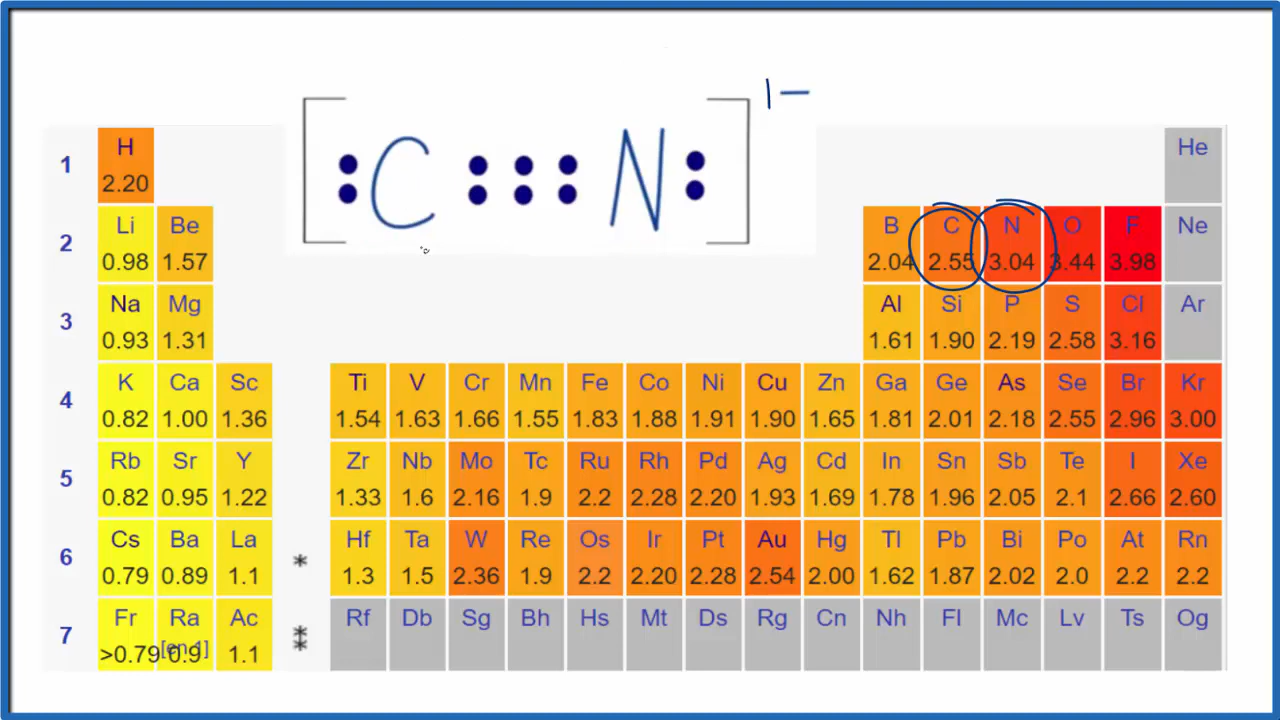 [ :C ::: N: ] 1-
H He
1
2.20
Li Be B C N O F Ne
2
0.98 1.57 2.04 2.55 3.04 3.44 3.98
Na Mg Al Si P S Cl Ar
3
0.93 1.31 1.61 1.90 2.19 2.58 3.16
K Ca Sc Ti V Cr Mn Fe Co Ni Cu Zn Ga Ge As Se Br Kr
4
0.82 1.00 1.36 1.54 1.63 1.66 1.55 1.83 1.88 1.91 1.90 1.65 1.81 2.01 2.18 2.55 2.96 3.00
Rb Sr Y Zr Nb Mo Tc Ru Rh Pd Ag Cd In Sn Sb Te I Xe
5
0.82 0.95 1.22 1.33 1.6 2.16 1.9 2.2 2.28 2.20 1.93 1.69 1.78 1.96 2.05 2.1 2.66 2.60
Cs Ba La Hf Ta W Re Os Ir Pt Au Hg Tl Pb Bi Po At Rn
6 *
0.79 0.89 1.1 1.3 1.5 2.36 1.9 2.2 2.20 2.28 2.54 2.00 1.62 1.87 2.02 2.0 2.2 2.2
Fr Ra Ac Rf Db Sg Bh Hs Mt Ds Rg Cn Nh Fl Mc Lv Ts Og
7 **
>0.79 0.9 [en 1] 1.1